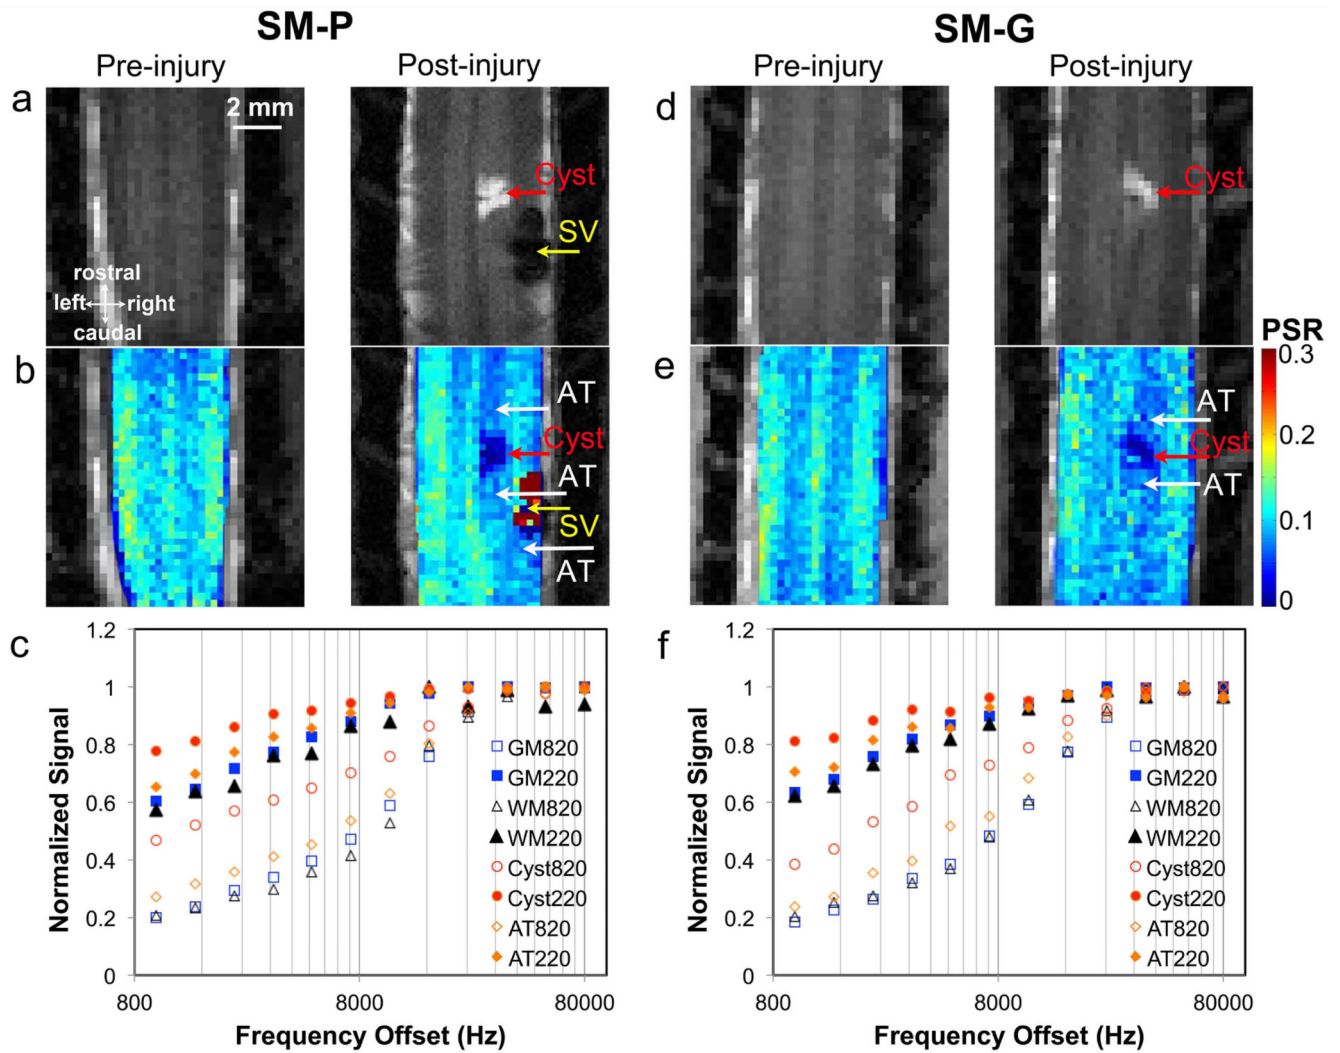 SM-P
SM-G
Pre-injury
Post-injury
Pre-injury
Post-injury
a
2 mm
rostral
left
right
caudal
Cyst
SV
d
Cyst
b
AT
Cyst
AT
SV
AT
e
AT
Cyst
AT
PSR
0.3
0.2
0.1
0
c
1.2
1
0.8
0.6
0.4
0.2
0
800
8000
80000
Normalized Signal
Frequency Offset (Hz)
GM820
GM220
WM820
WM220
Cyst820
Cyst220
AT820
AT220
f
1.2
1
0.8
0.6
0.4
0.2
0
800
8000
80000
Normalized Signal
Frequency Offset (Hz)
GM820
GM220
WM820
WM220
Cyst820
Cyst220
AT820
AT220